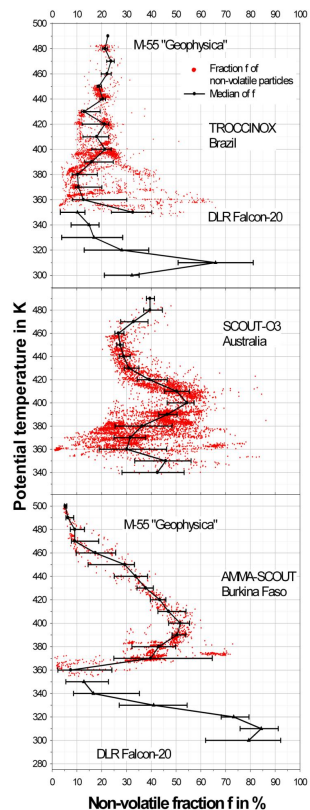 0 10 20 30 40 50 60 70 80 90 100
500
480
460
440
420
400
380
360
340
320
300
M-55 "Geophysica"
Fraction f of
non-volatile particles
Median of f
TROCCINOX
Brazil
DLR Falcon-20
500
480
460
440
420
400
380
360
340
SCOUT-O3
Australia
Potential temperature in K
500
480
460
440
420
400
380
360
340
320
300
M-55 "Geophysica"
AMMA-SCOUT
Burkina Faso
DLR Falcon-20
0 10 20 30 40 50 60 70 80 90 100
Non-volatile fraction f in %